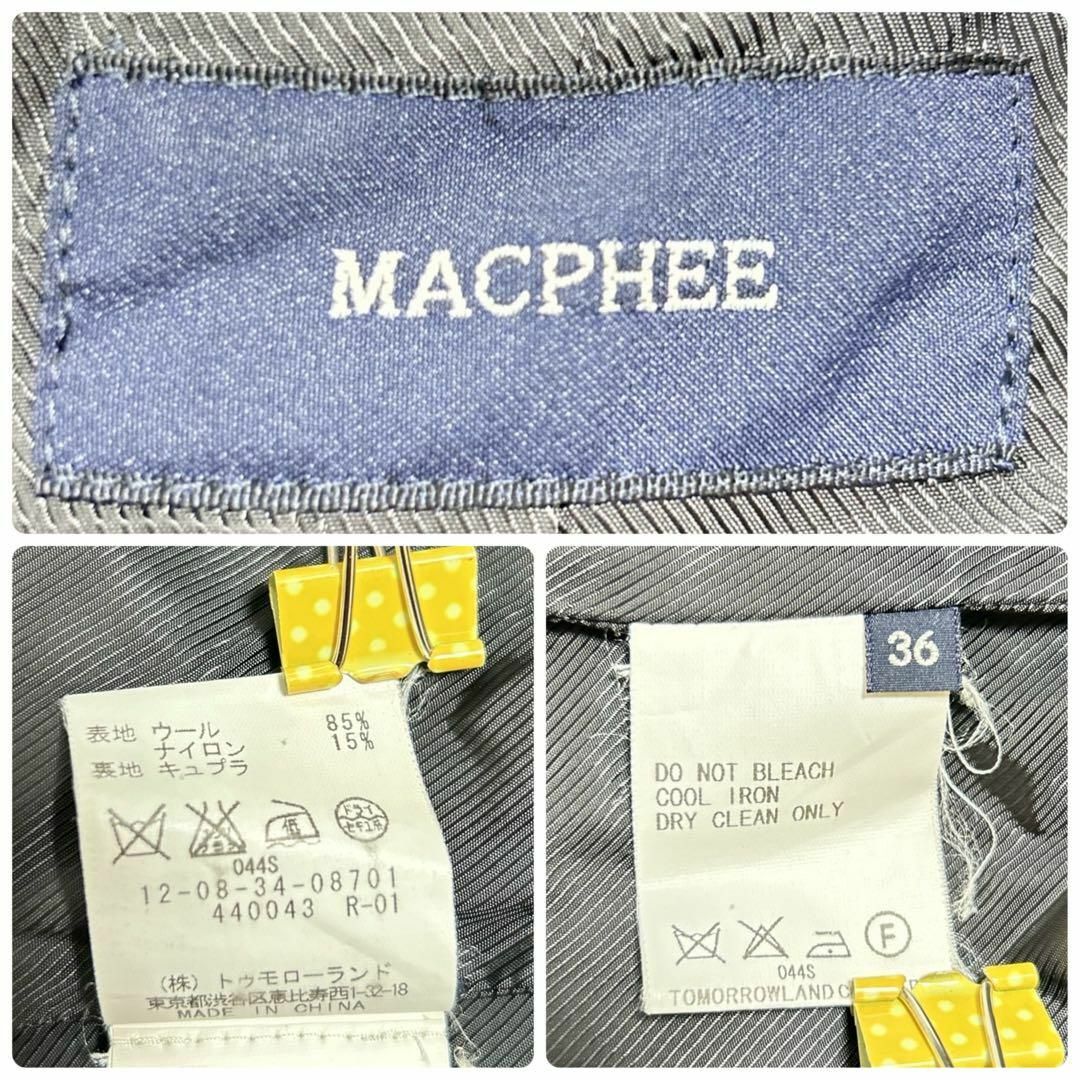 MACPHEE
表地 ウール 85%
ナイロン 15%
裏地 キュプラ
低
ドライ
セキユ系
044S
12-08-34-08701
440043 R-01
(株) トゥモローランド
東京都渋谷区恵比寿西1-32-18
MADE IN CHINA
36
DO NOT BLEACH
COOL IRON
DRY CLEAN ONLY
F
044S
TOMORROWLAND